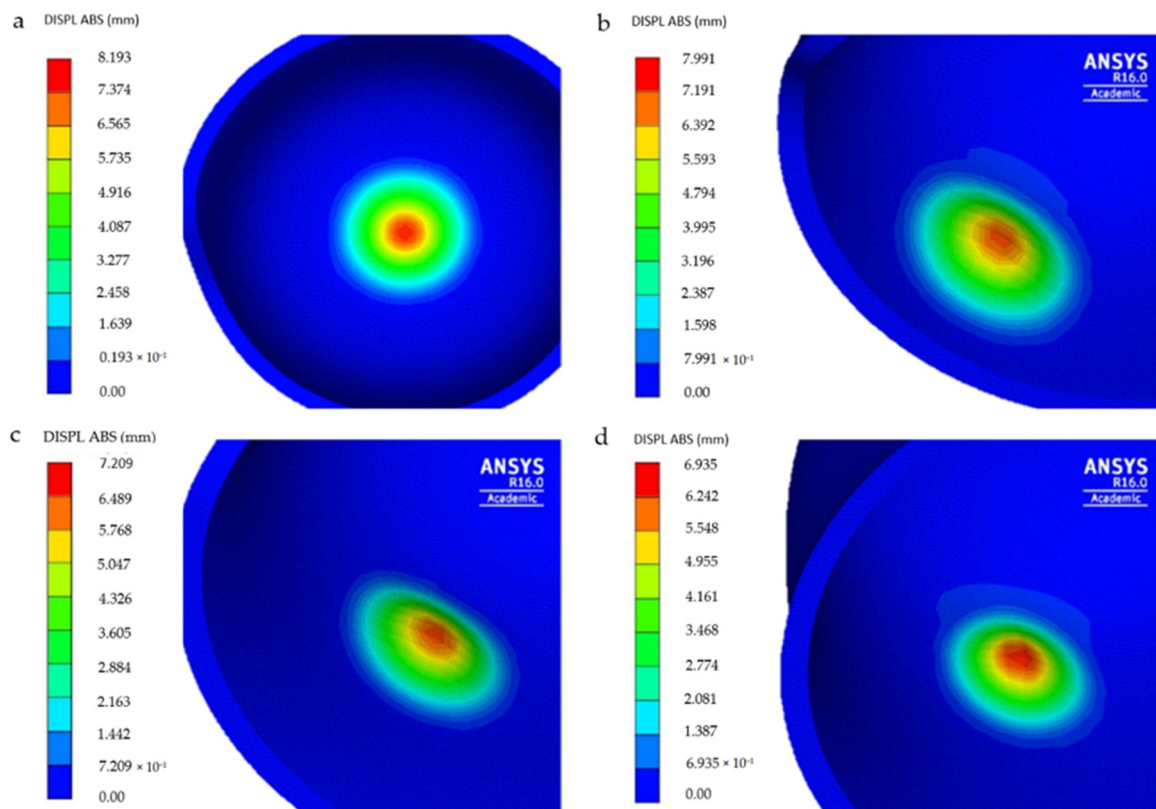 a
DISPL ABS (mm)
8.193
7.374
6.565
5.735
4.916
4.087
3.277
2.458
1.639
0.193 × 10⁻¹
0.00
b
DISPL ABS (mm)
7.991
7.191
6.392
5.593
4.794
3.995
3.196
2.387
1.598
7.991 × 10⁻¹
0.00
ANSYS
R16.0
Academic
c
DISPL ABS (mm)
7.209
6.489
5.768
5.047
4.326
3.605
2.884
2.163
1.442
7.209 × 10⁻¹
0.00
ANSYS
R16.0
Academic
d
DISPL ABS (mm)
6.935
6.242
5.548
4.955
4.161
3.468
2.774
2.081
1.387
6.935 × 10⁻¹
0.00
ANSYS
R16.0
Academic